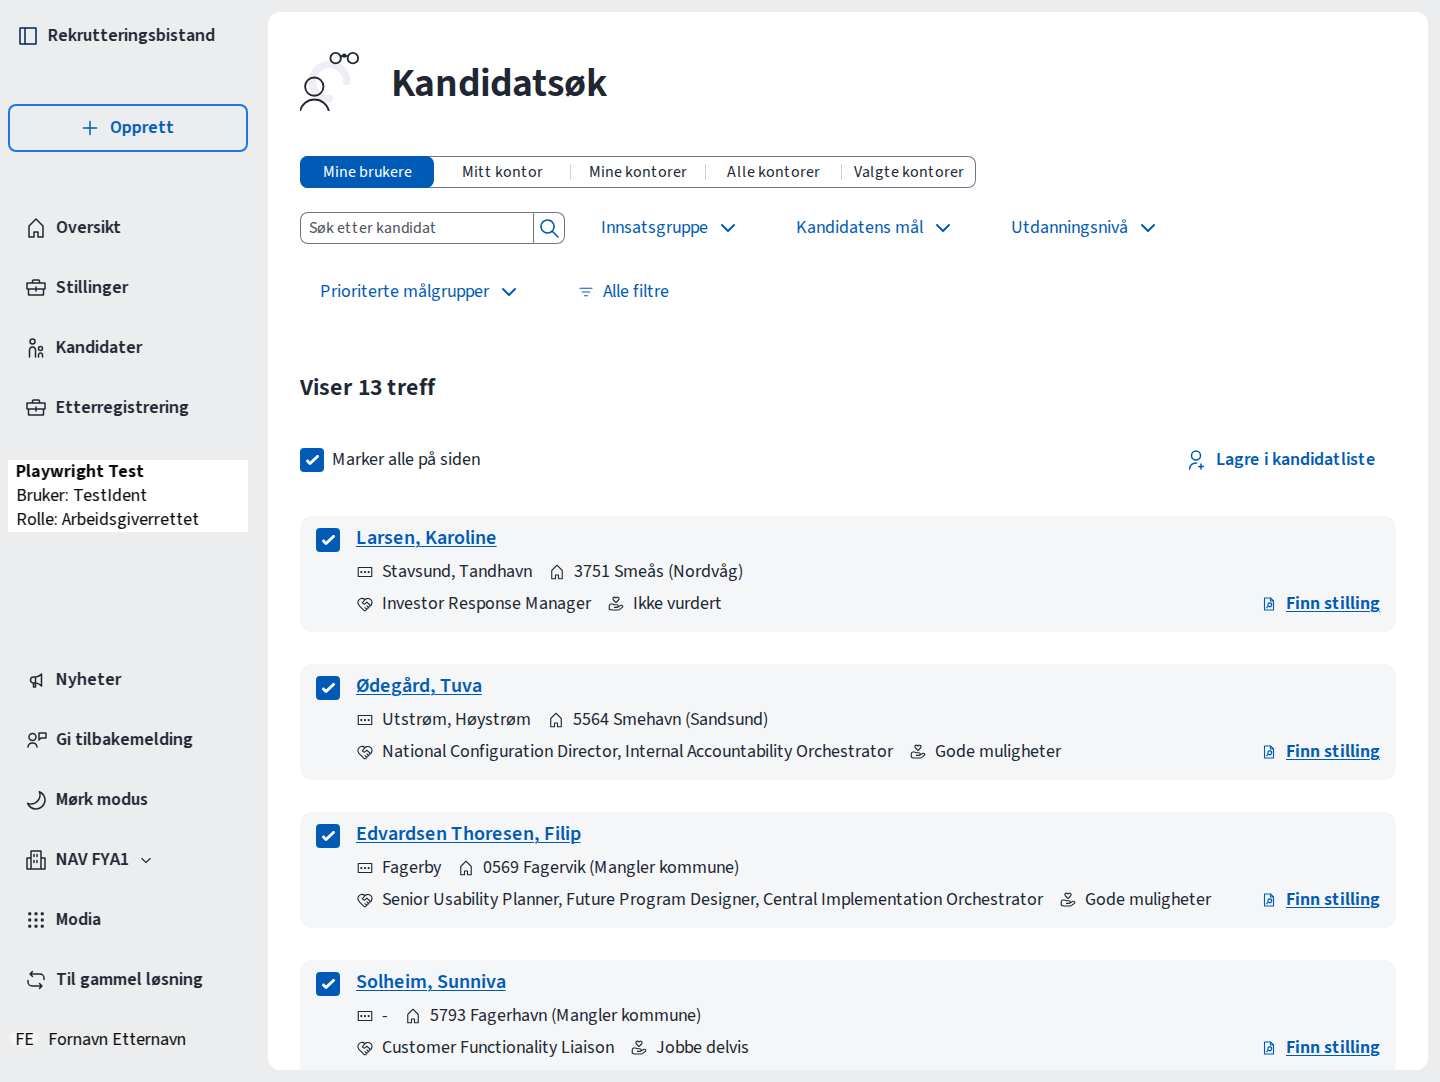 Rekrutteringsbistand
Opprett
Oversikt
Stillinger
Kandidater
Etterregistrering
Playwright Test
Bruker: TestIdent
Rolle: Arbeidsgiverrettet
Nyheter
Gi tilbakemelding
Mørk modus
NAV FYA1
Modia
Til gammel løsning
FE Fornavn Etternavn
Kandidatsøk
Mine brukere Mitt kontor Mine kontorer Alle kontorer Valgte kontorer
Søk etter kandidat Innsatsgruppe Kandidatens mål Utdanningsnivå
Prioriterte målgrupper Alle filtre
Viser 13 treff
Marker alle på siden Lagre i kandidatliste
Larsen, Karoline
Stavsund, Tandhavn 3751 Smeås (Nordvåg)
Investor Response Manager Ikke vurdert Finn stilling
Ødegård, Tuva
Utstrøm, Høystrøm 5564 Smehavn (Sandsund)
National Configuration Director, Internal Accountability Orchestrator Gode muligheter Finn stilling
Edvardsen Thoresen, Filip
Fagerby 0569 Fagervik (Mangler kommune)
Senior Usability Planner, Future Program Designer, Central Implementation Orchestrator Gode muligheter Finn stilling
Solheim, Sunniva
- 5793 Fagerhavn (Mangler kommune)
Customer Functionality Liaison Jobbe delvis Finn stilling